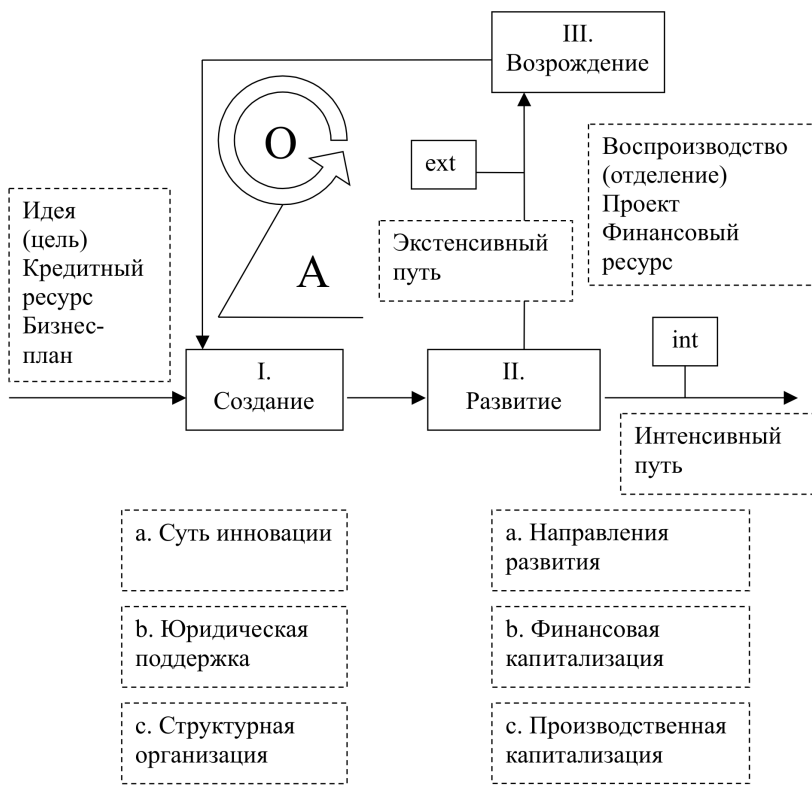 III.
Возрождение
O
ext
Воспроизводство
(отделение)
Проект
Финансовый
ресурс
Идея
(цель)
Кредитный
ресурс
Бизнес-
план
Экстенсивный
путь
A
int
I.
Создание
II.
Развитие
Интенсивный
путь
a. Суть инновации
a. Направления
развития
b. Юридическая
поддержка
b. Финансовая
капитализация
c. Структурная
организация
c. Производственная
капитализация